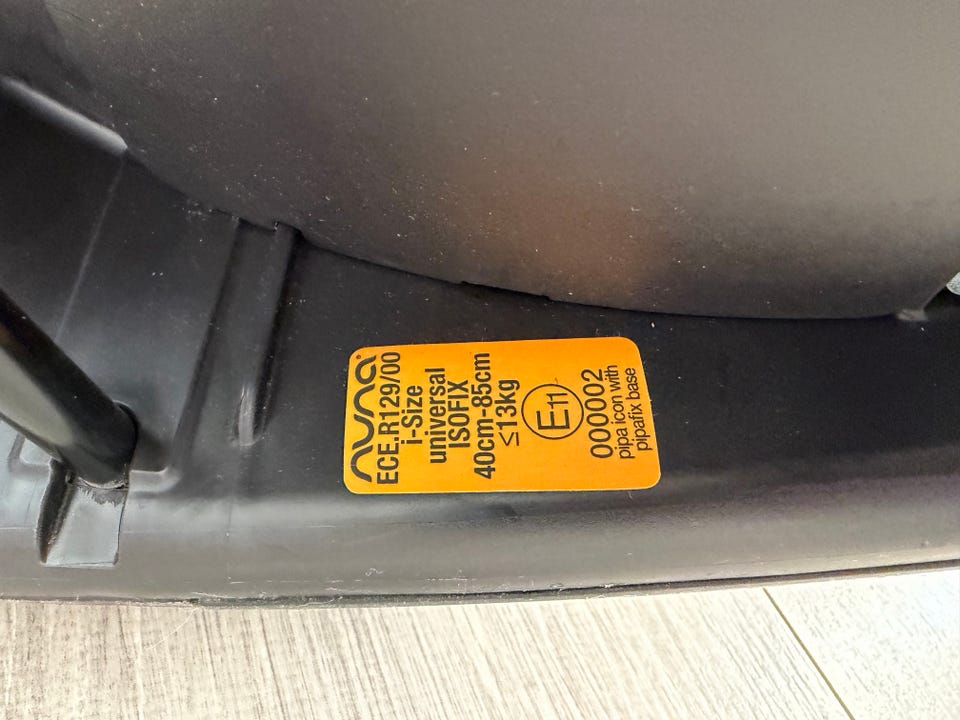 nuna
ECE.R129/00
i-Size
universal
ISOFIX
40cm-85cm
≤13kg
E11
000002
pipa icon with
pipafix base